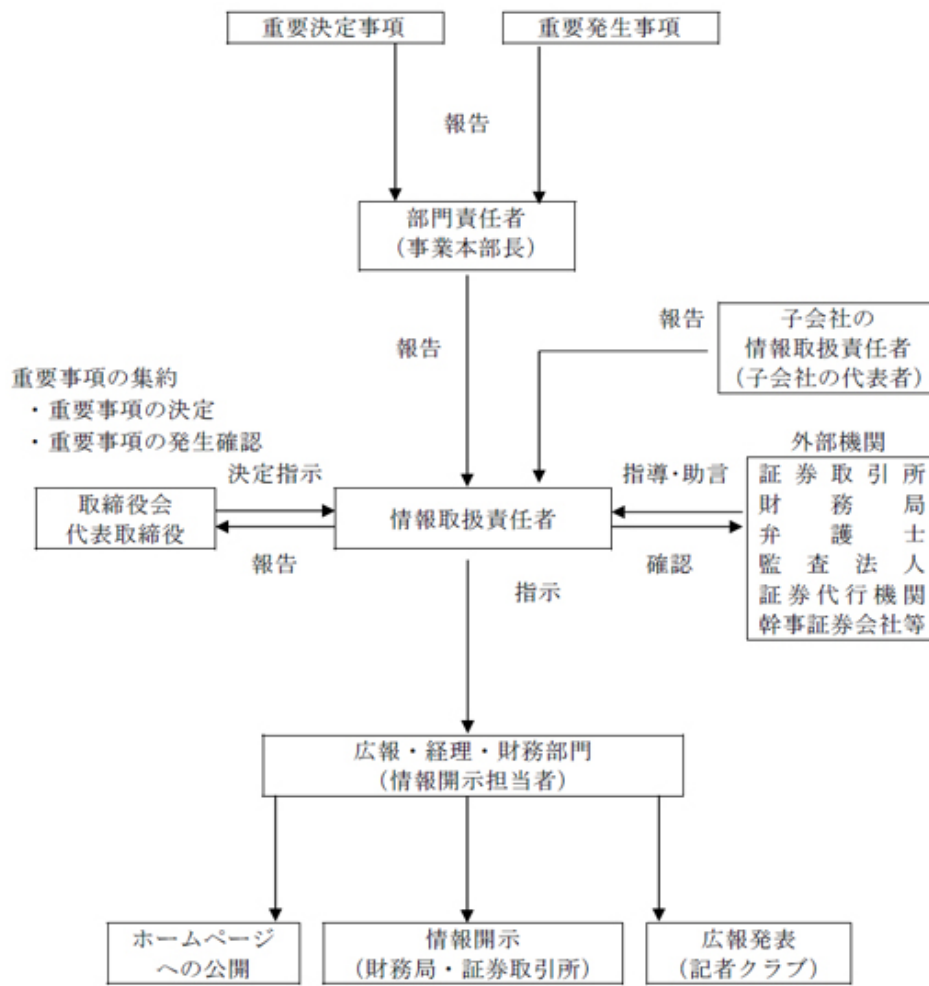 重要決定事項
重要発生事項
報告
部門責任者
（事業本部長）
報告
報告
子会社の
情報取扱責任者
（子会社の代表者）
重要事項の集約
・重要事項の決定
・重要事項の発生確認
外部機関
証券取引所
財務局
弁護士
監査法人
証券代行機関
幹事証券会社等
決定指示
指導・助言
取締役会
代表取締役
情報取扱責任者
報告
確認
指示
広報・経理・財務部門
（情報開示担当者）
ホームページ
への公開
情報開示
（財務局・証券取引所）
広報発表
（記者クラブ）